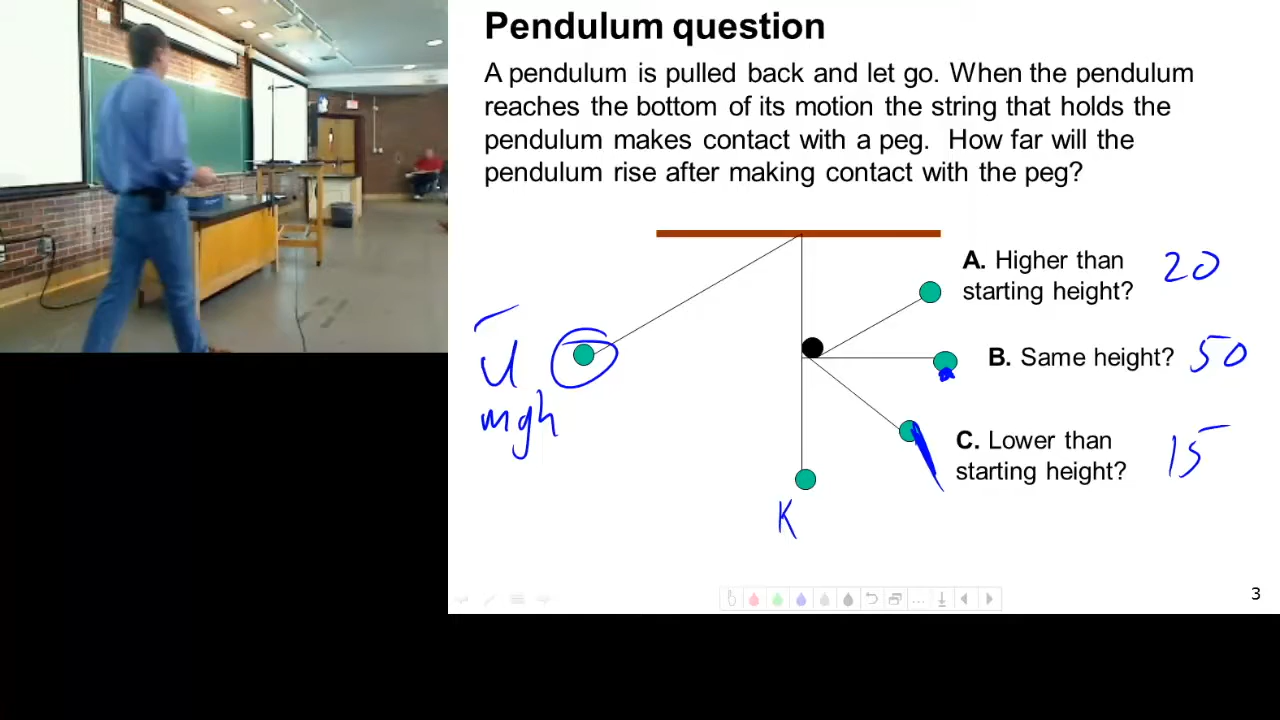 Pendulum question
A pendulum is pulled back and let go. When the pendulum
reaches the bottom of its motion the string that holds the
pendulum makes contact with a peg. How far will the
pendulum rise after making contact with the peg?
A. Higher than
starting height?
20
B. Same height?
50
C. Lower than
starting height?
15
U
mgh
K
3